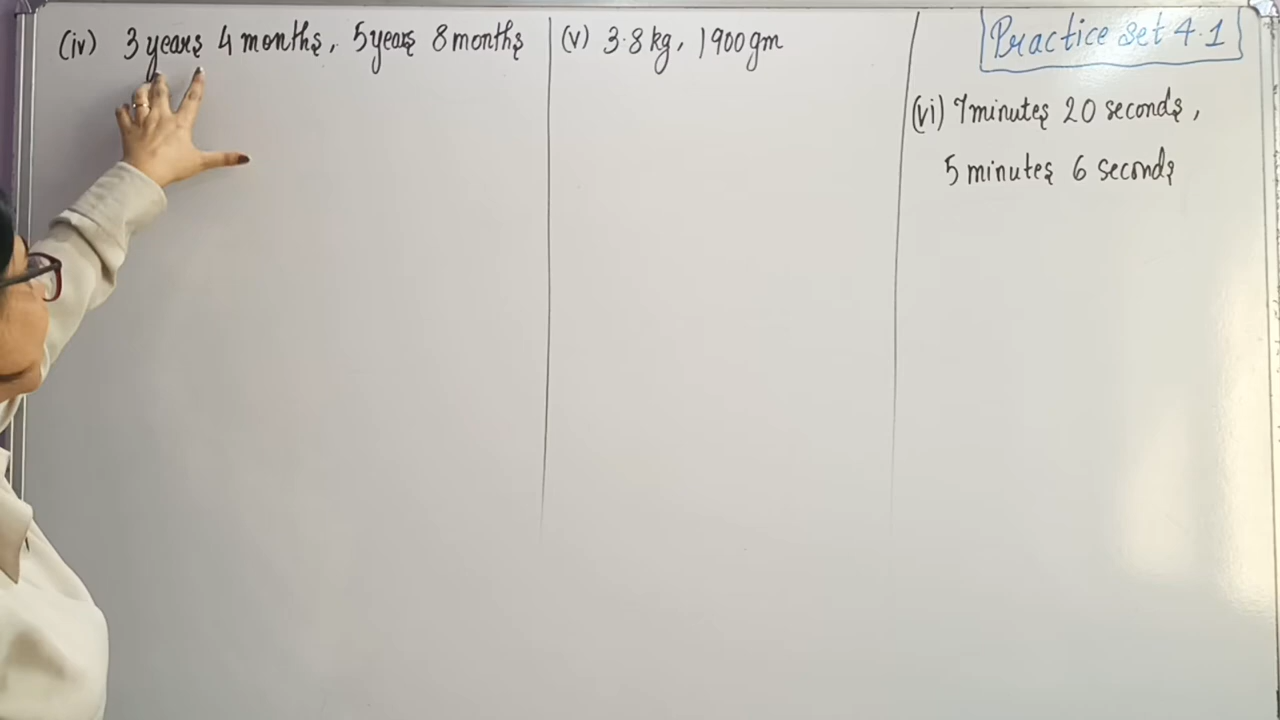 Practice set 4.1
(iv) 3 years 4 months, 5 years 8 months
(v) 3.8 kg, 1900 gm
(vi) 7 minutes 20 seconds,
5 minutes 6 seconds